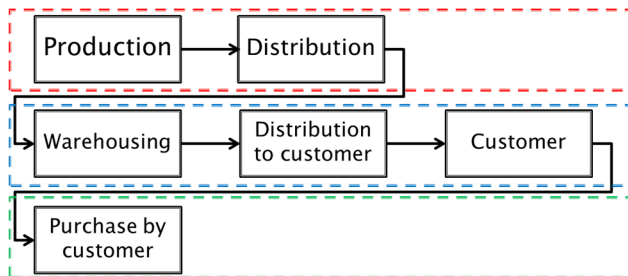 Production
Distribution
Warehousing
Distribution
to customer
Customer
Purchase by
customer